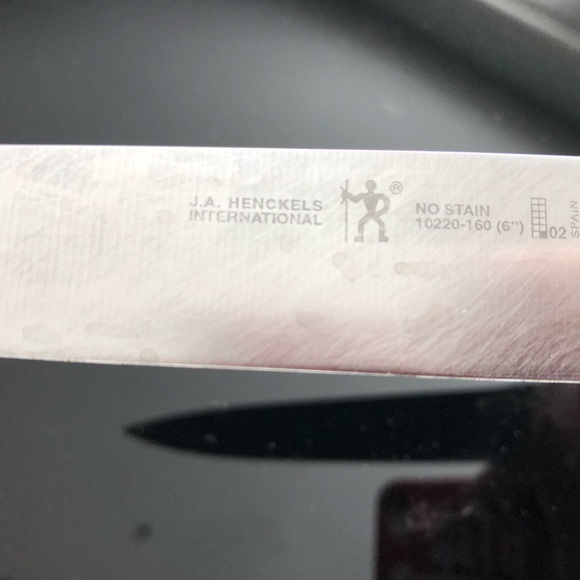 J.A. HENCKELS
INTERNATIONAL
®
NO STAIN
10220-160 (6")
02
SPAIN